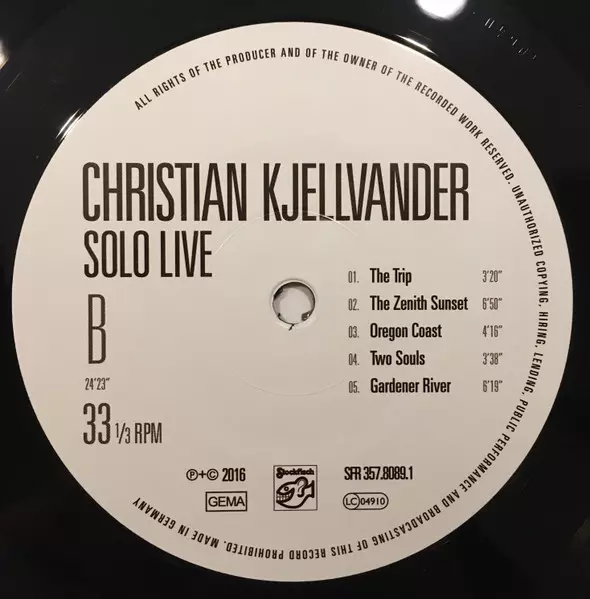 ALL RIGHTS OF THE PRODUCER AND OF THE OWNER OF THE RECORDED WORK RESERVED. UNAUTHORIZED COPYING, HIRING, LENDING, PUBLIC PERFORMANCE AND BROADCASTING OF THIS RECORD PROHIBITED. MADE IN GERMANY
CHRISTIAN KJELLVANDER
SOLO LIVE
B
24'23"
33 1/3 RPM
01. The Trip 3'20"
02. The Zenith Sunset 6'50"
03. Oregon Coast 4'16"
04. Two Souls 3'38"
05. Gardener River 6'19"
℗+© 2016 Stockfisch SFR 357.8089.1
GEMA ? LC 04910